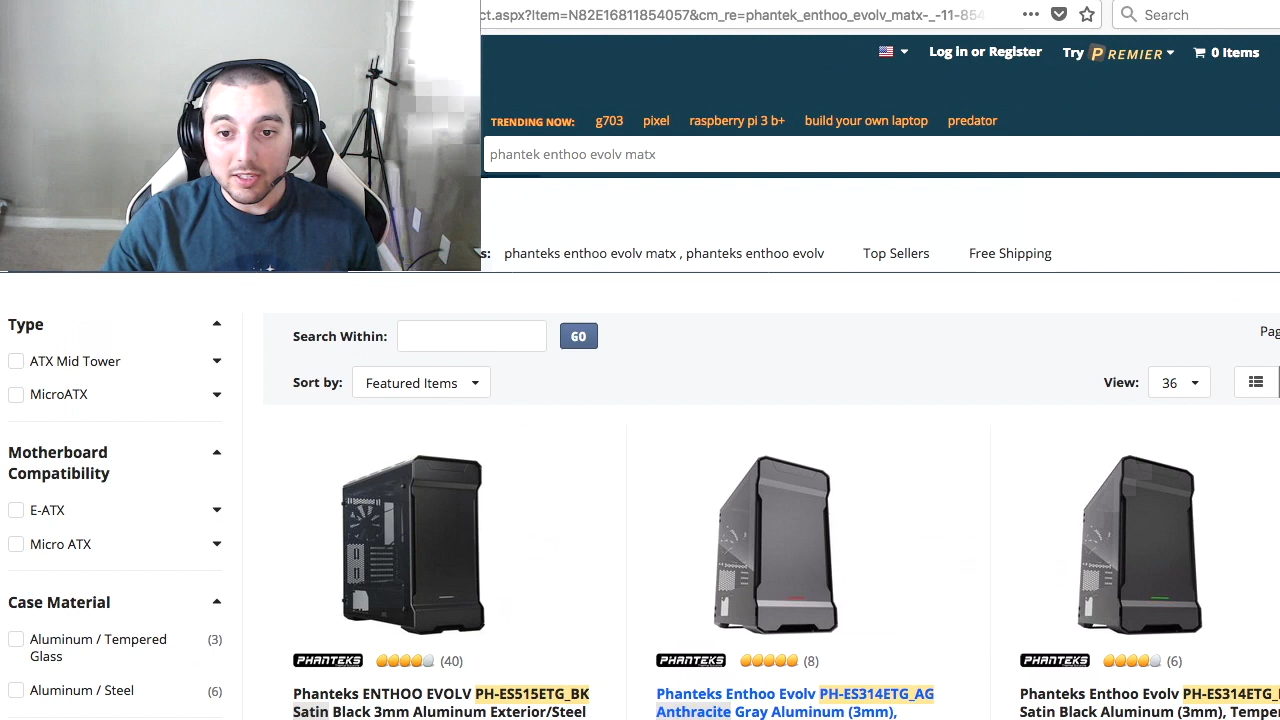 ct.aspx?Item=N82E16811854057&cm_re=phantek_enthoo_evolv_matx-_-11-854
Search
Log in or Register
Try PREMIER
0 Items
TRENDING NOW: g703 pixel raspberry pi 3 b+ build your own laptop predator
phantek enthoo evolv matx
s: phanteks enthoo evolv matx , phanteks enthoo evolv Top Sellers Free Shipping
Type
ATX Mid Tower
MicroATX
Motherboard
Compatibility
E-ATX
Micro ATX
Case Material
Aluminum / Tempered
Glass (3)
Aluminum / Steel (6)
Search Within: GO
Pag
Sort by: Featured Items
View: 36
PHANTEKS (40)
Phanteks ENTHOO EVOLV PH-ES515ETG_BK
Satin Black 3mm Aluminum Exterior/Steel
PHANTEKS (8)
Phanteks Enthoo Evolv PH-ES314ETG_AG
Anthracite Gray Aluminum (3mm),
PHANTEKS (6)
Phanteks Enthoo Evolv PH-ES314ETG_
Satin Black Aluminum (3mm), Tempe